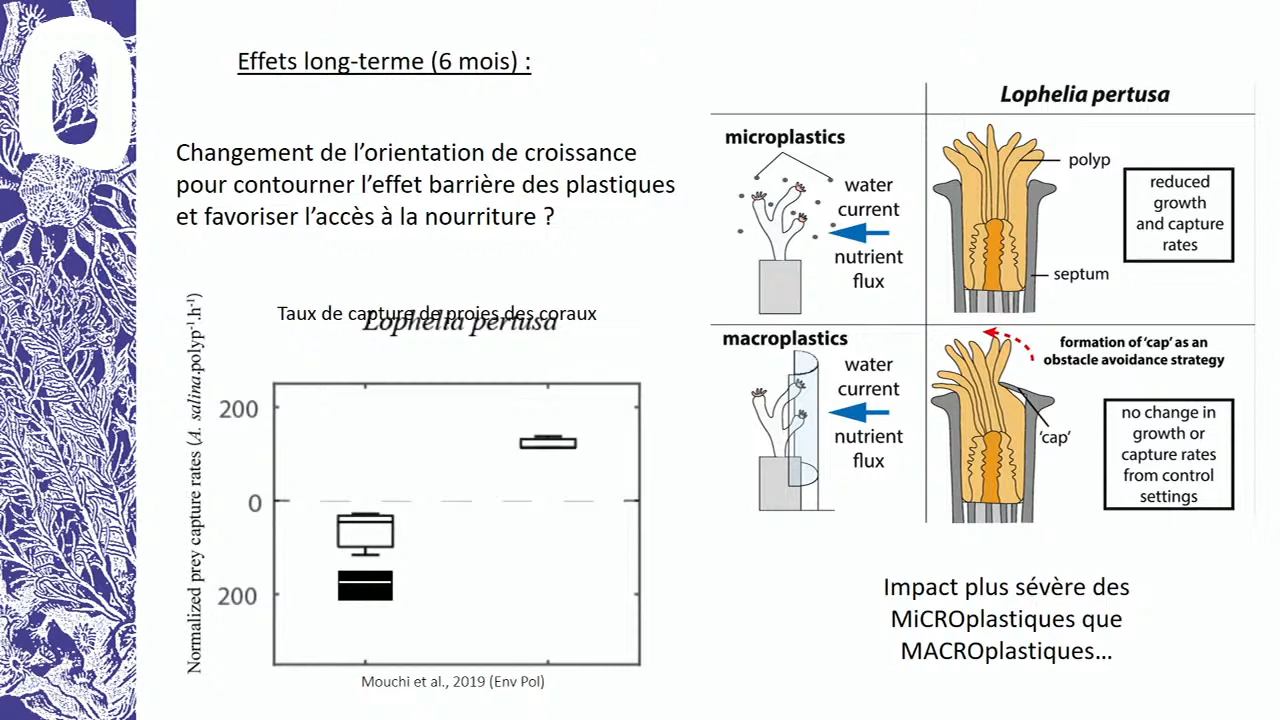 Effets long-terme (6 mois) :
Changement de l'orientation de croissance
pour contourner l'effet barrière des plastiques
et favoriser l'accès à la nourriture ?
Taux de capture de proies des coraux
Lophelia pertusa
Normalized prey capture rates (A. salina.polyp⁻¹.h⁻¹)
200
0
200
Mouchi et al., 2019 (Env Pol)
Lophelia pertusa
microplastics
water
current
nutrient
flux
polyp
septum
reduced
growth
and capture
rates
macroplastics
water
current
nutrient
flux
formation of 'cap' as an
obstacle avoidance strategy
'cap'
no change in
growth or
capture rates
from control
settings
Impact plus sévère des
MiCROplastiques que
MACROplastiques...